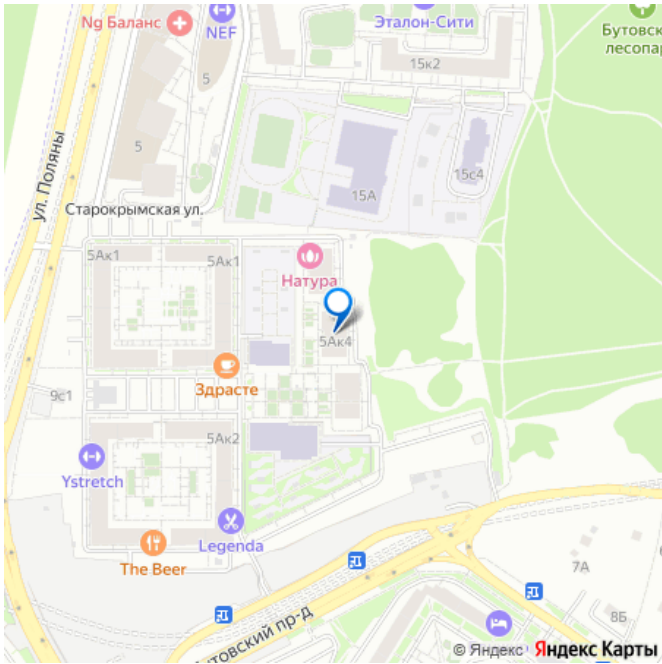 Ng Баланс
NEF
Эталон-Сити
Бутовск
лесопар
15к2
5
5
ул. Поляны
15А
15с4
Старокрымская ул.
5Ак1
5Ак1
Натура
5Ак4
Здрасте
9с1
5Ак2
Ystretch
Legenda
The Beer
7А
8Б
Бутовский пр-д
© Яндекс Яндекс Карты